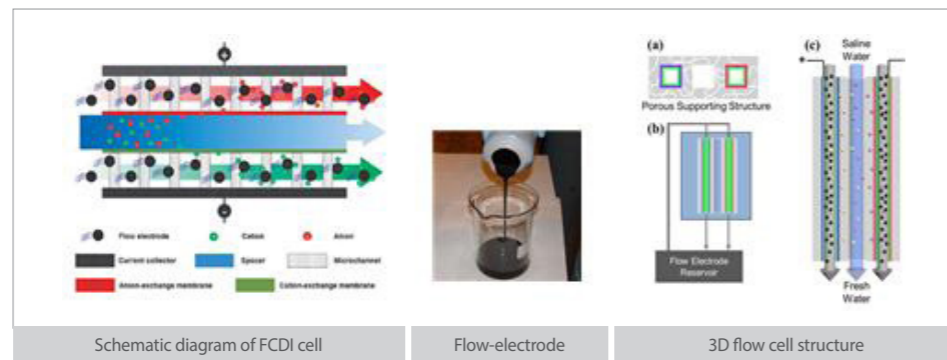 Flow electrode
Cation
Anion
Current collector
Spacer
Microchannel
Anion-exchange membrane
Cation-exchange membrane
(a)
Porous Supporting Structure
(b)
Flow Electrode
Reservoir
(c)
Saline
Water
+
-
Fresh
Water
Schematic diagram of FCDI cell
Flow-electrode
3D flow cell structure